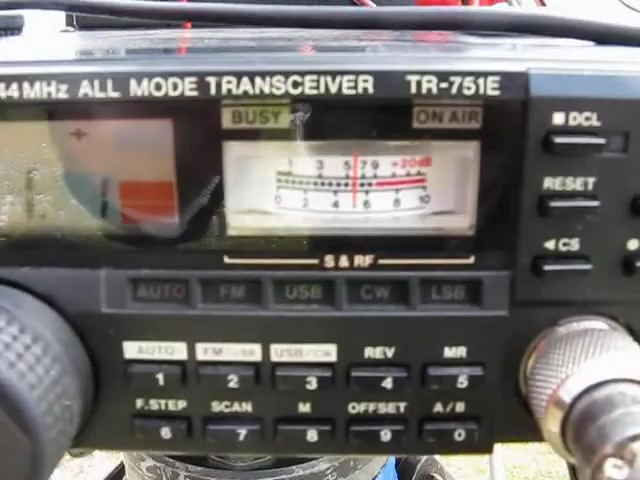 44MHz ALL MODE TRANSCEIVER TR-751E
BUSY ON AIR
DCL
1 3 5 7 9 +20dB
0 2 4 6 8 10
RESET
◄CS
S & RF
AUTO FM USB CW LSB
AUTO USB/CW REV MR
1 2 3 4 5
F.STEP SCAN M OFFSET A/B
6 7 8 9 0